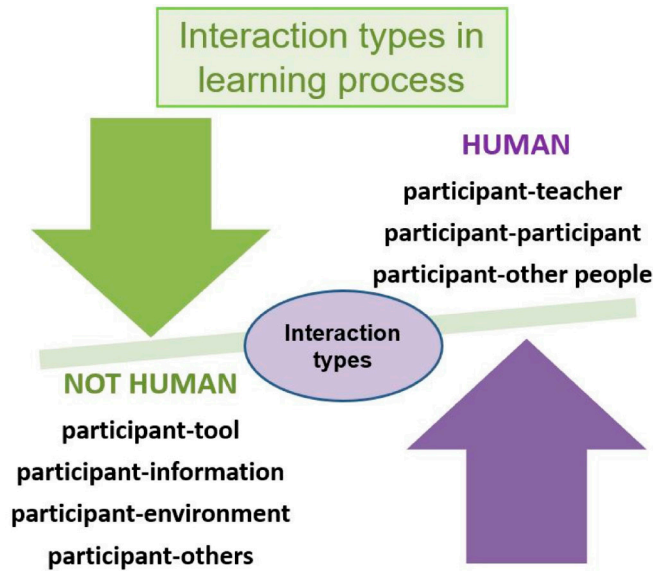 Interaction types in
learning process
HUMAN
participant-teacher
participant-participant
participant-other people
Interaction
types
NOT HUMAN
participant-tool
participant-information
participant-environment
participant-others